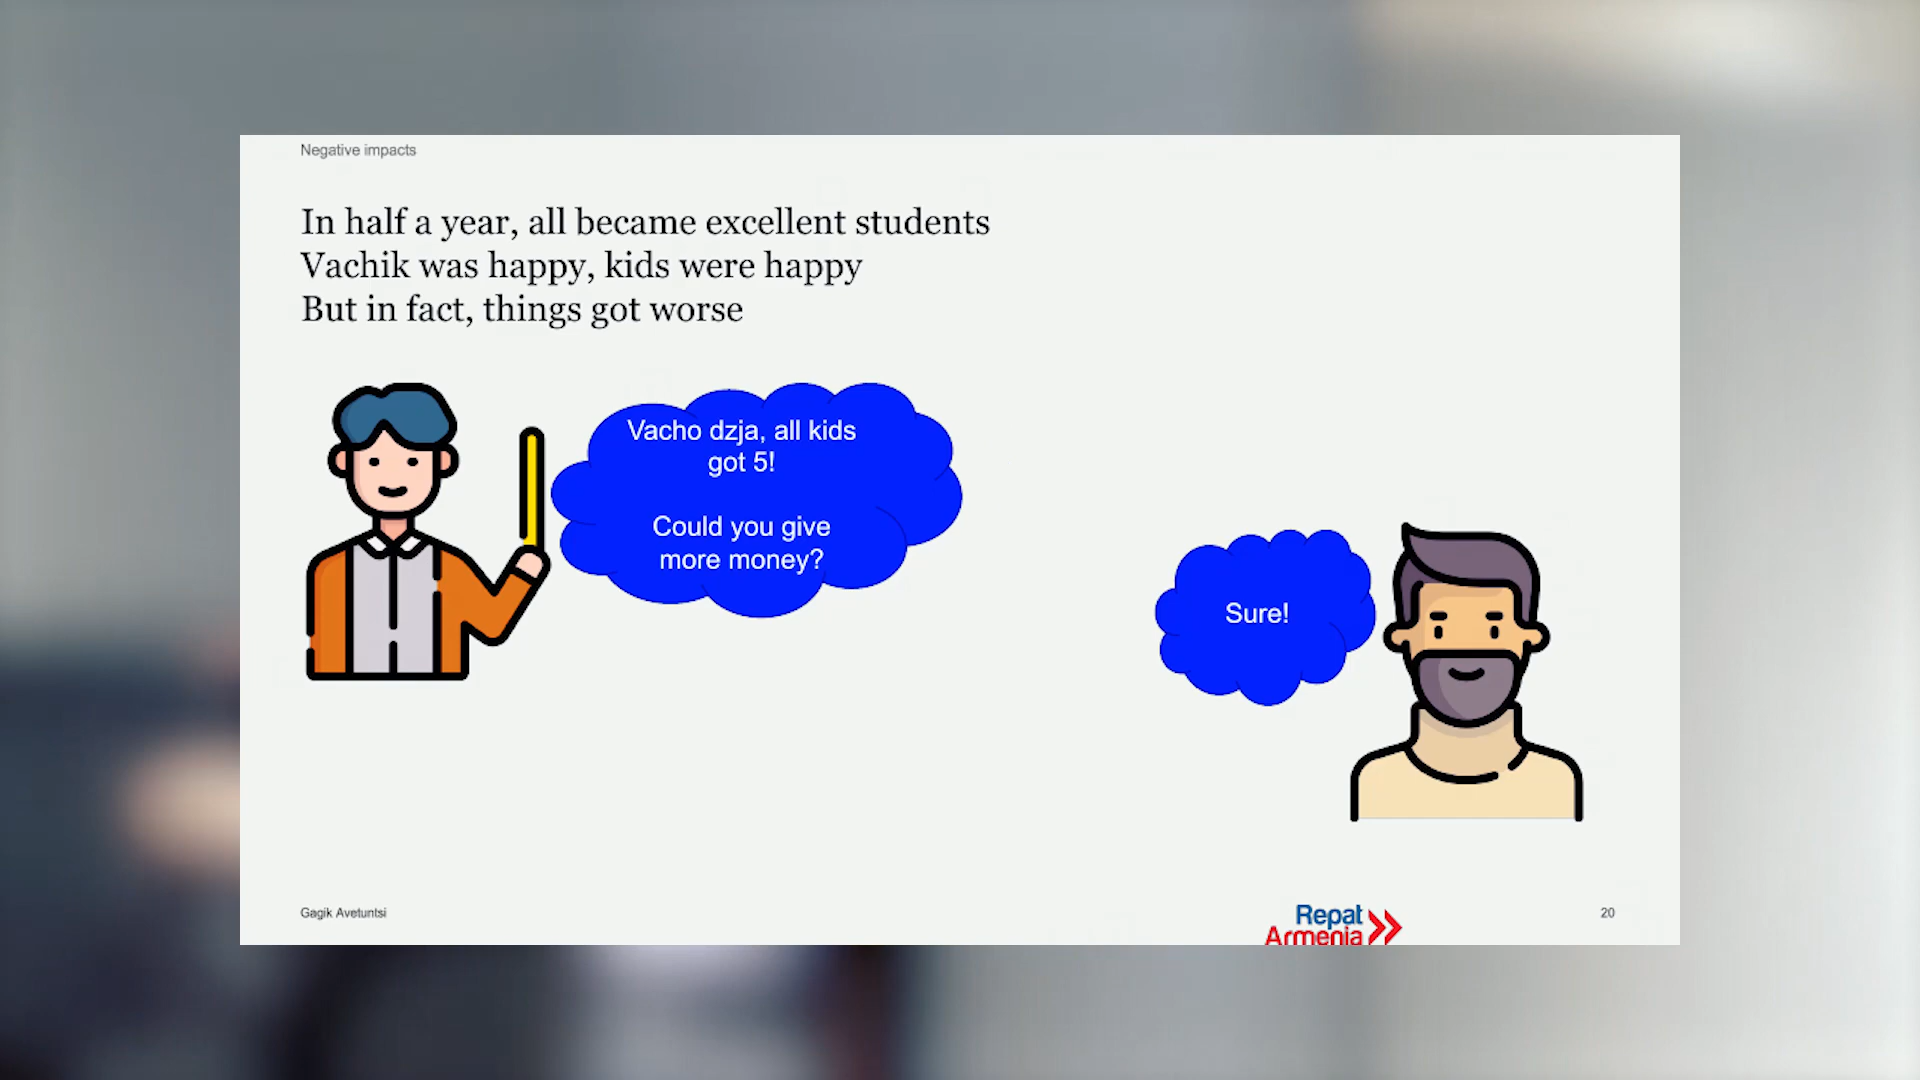 Negative impacts
In half a year, all became excellent students
Vachik was happy, kids were happy
But in fact, things got worse
Vacho dzja, all kids
got 5!
Could you give
more money?
Sure!
Gagik Avetuntsi
Repat
Armenia
20